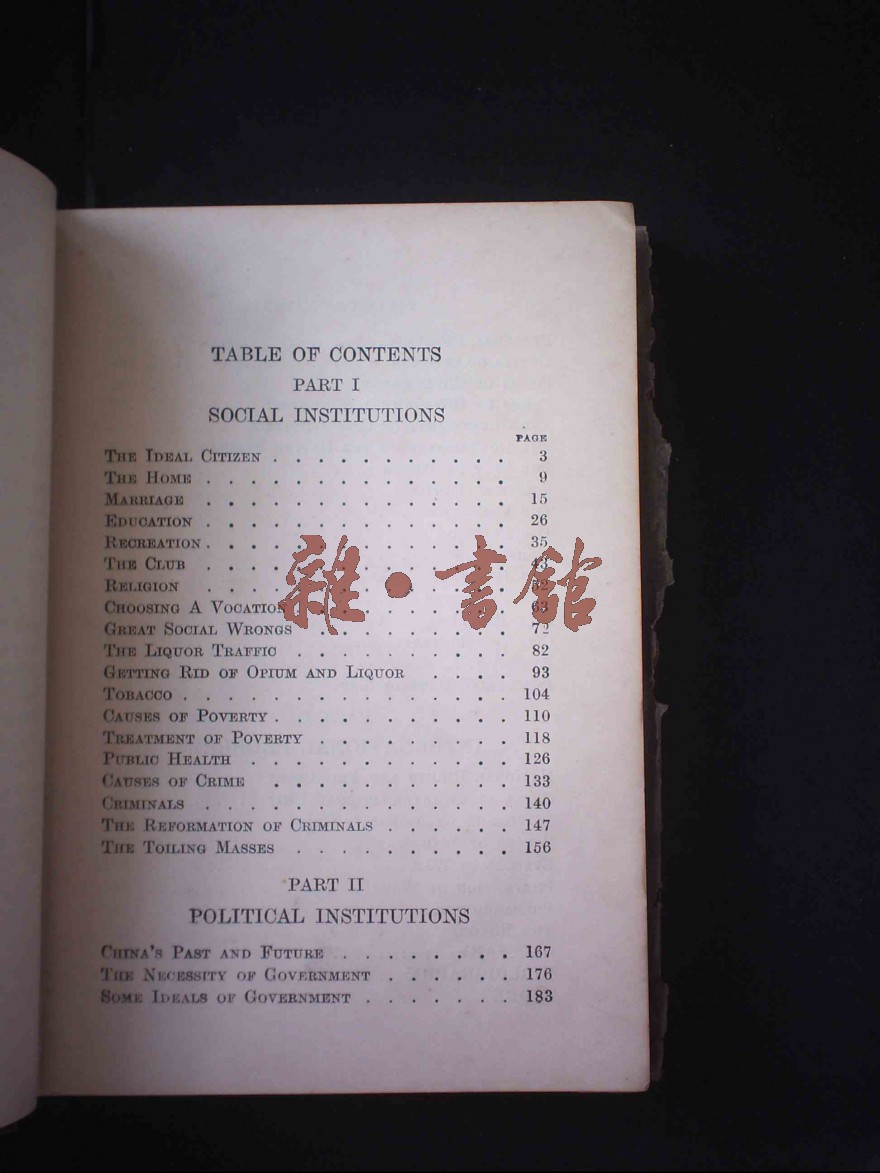 TABLE OF CONTENTS
PART I
SOCIAL INSTITUTIONS
PAGE
THE IDEAL CITIZEN . . . . . . . . . . . 3
THE HOME . . . . . . . . . . . . . . 9
MARRIAGE . . . . . . . . . . . . . 15
EDUCATION . . . . . . . . . . . . . . 26
RECREATION . . . . . . . . . . . . . . 35
THE CLUB . . . . . . . . . . . . . . 43
RELIGION . . . . . . . . . . . . . 52
雜·書館
CHOOSING A VOCATION . . . . . . . . . . 63
GREAT SOCIAL WRONGS . . . . . . . . . 72
THE LIQUOR TRAFFIC . . . . . . . . . . 82
GETTING RID OF OPIUM AND LIQUOR . . . . 93
TOBACCO . . . . . . . . . . . . . . . 104
CAUSES OF POVERTY . . . . . . . . . . . 110
TREATMENT OF POVERTY . . . . . . . . . 118
PUBLIC HEALTH . . . . . . . . . . . . 126
CAUSES OF CRIME . . . . . . . . . . . 133
CRIMINALS . . . . . . . . . . . . . . 140
THE REFORMATION OF CRIMINALS . . . . . . 147
THE TOILING MASSES . . . . . . . . . . 156
PART II
POLITICAL INSTITUTIONS
CHINA'S PAST AND FUTURE . . . . . . . . 167
THE NECESSITY OF GOVERNMENT . . . . . . 176
SOME IDEALS OF GOVERNMENT . . . . . . . 183